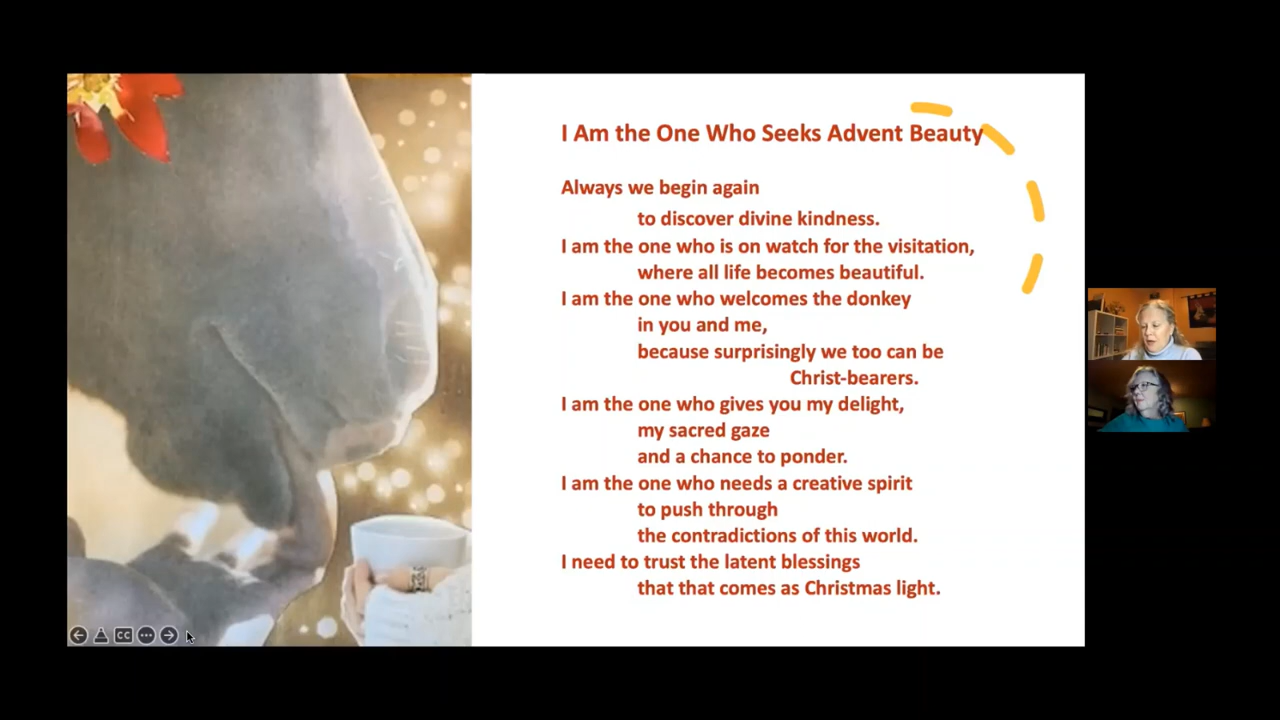 I Am the One Who Seeks Advent Beauty
Always we begin again
to discover divine kindness.
I am the one who is on watch for the visitation,
where all life becomes beautiful.
I am the one who welcomes the donkey
in you and me,
because surprisingly we too can be
Christ-bearers.
I am the one who gives you my delight,
my sacred gaze
and a chance to ponder.
I am the one who needs a creative spirit
to push through
the contradictions of this world.
I need to trust the latent blessings
that that comes as Christmas light.
CC